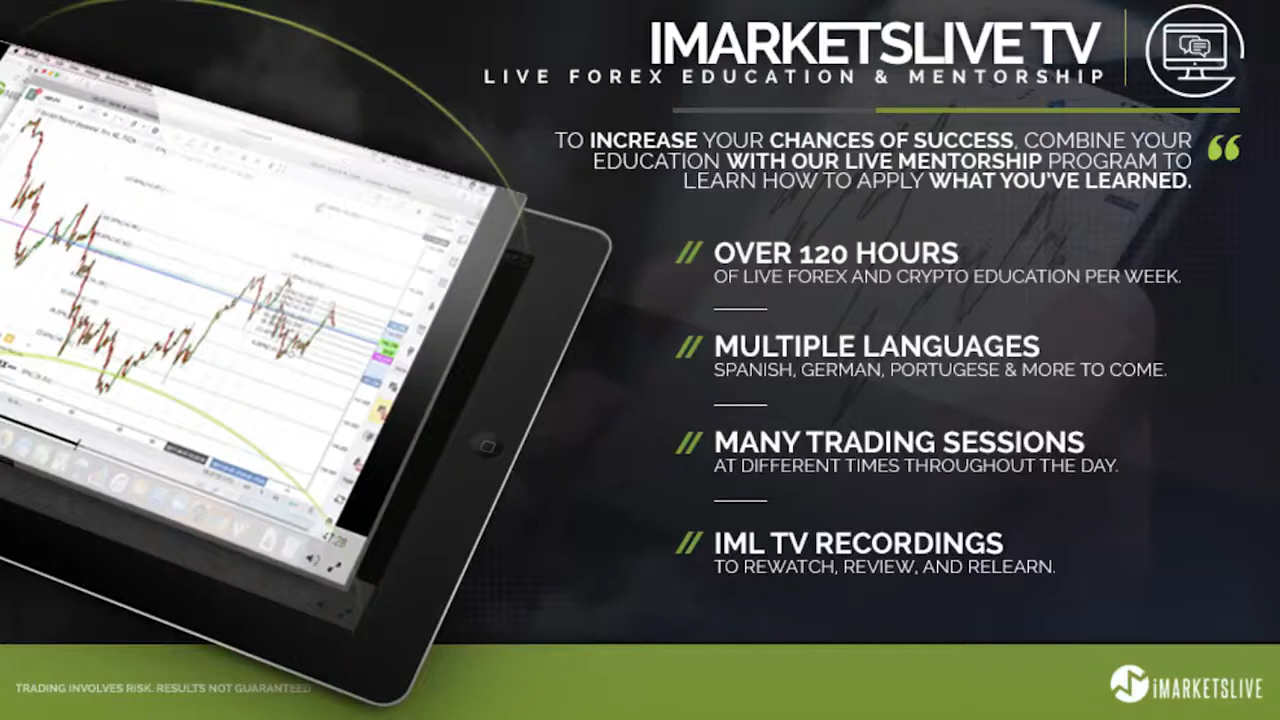 IMARKETSLIVE TV
LIVE FOREX EDUCATION & MENTORSHIP
TO INCREASE YOUR CHANCES OF SUCCESS, COMBINE YOUR
EDUCATION WITH OUR LIVE MENTORSHIP PROGRAM TO
LEARN HOW TO APPLY WHAT YOU'VE LEARNED.
// OVER 120 HOURS
OF LIVE FOREX AND CRYPTO EDUCATION PER WEEK.
// MULTIPLE LANGUAGES
SPANISH, GERMAN, PORTUGESE & MORE TO COME.
// MANY TRADING SESSIONS
AT DIFFERENT TIMES THROUGHOUT THE DAY.
// IML TV RECORDINGS
TO REWATCH, REVIEW, AND RELEARN.
TRADING INVOLVES RISK. RESULTS NOT GUARANTEED
iMARKETSLIVE